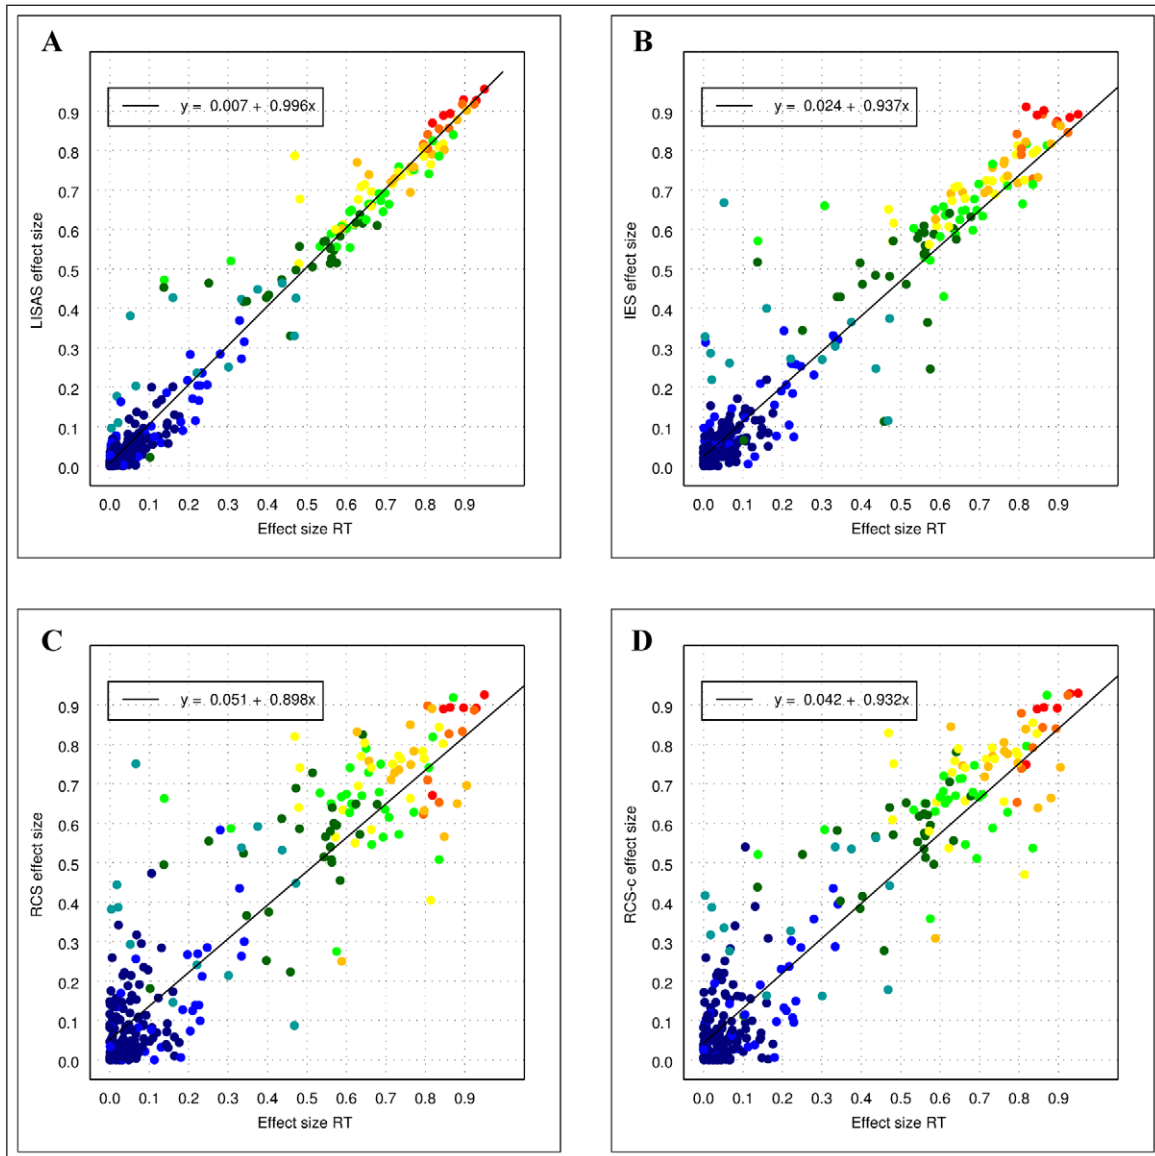 A
y = 0.007 + 0.996x
LISAS effect size
0.9
0.8
0.7
0.6
0.5
0.4
0.3
0.2
0.1
0.0
0.0 0.1 0.2 0.3 0.4 0.5 0.6 0.7 0.8 0.9
Effect size RT
B
y = 0.024 + 0.937x
IES effect size
0.9
0.8
0.7
0.6
0.5
0.4
0.3
0.2
0.1
0.0
0.0 0.1 0.2 0.3 0.4 0.5 0.6 0.7 0.8 0.9
Effect size RT
C
y = 0.051 + 0.898x
RCS effect size
0.9
0.8
0.7
0.6
0.5
0.4
0.3
0.2
0.1
0.0
0.0 0.1 0.2 0.3 0.4 0.5 0.6 0.7 0.8 0.9
Effect size RT
D
y = 0.042 + 0.932x
RCS-c effect size
0.9
0.8
0.7
0.6
0.5
0.4
0.3
0.2
0.1
0.0
0.0 0.1 0.2 0.3 0.4 0.5 0.6 0.7 0.8 0.9
Effect size RT